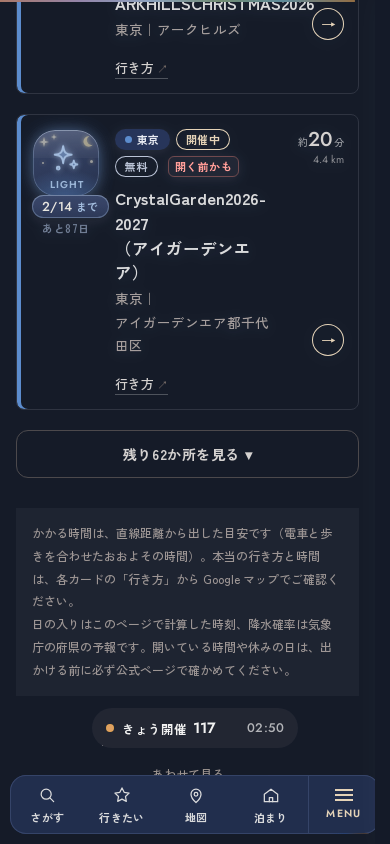 ARKHILLSCHRISTMAS2026
東京｜アークヒルズ
→
行き方 ↗
東京 開催中
無料 開く前かも
約20分
4.4 km
LIGHT
2/14 まで
あと87日
CrystalGarden2026-
2027
（アイガーデンエ
ア）
東京｜
アイガーデンエア都千代
田区
→
行き方 ↗
残り62か所を見る ▾
かかる時間は、直線距離から出した目安です（電車と歩
きを合わせたおおよその時間）。本当の行き方と時間
は、各カードの「行き方」から Google マップでご確認く
ださい。
日の入りはこのページで計算した時刻、降水確率は気象
庁の府県の予報です。開いている時間や休みの日は、出
かける前に必ず公式ページで確かめてください。
きょう開催 117 02:50
あわせて見る
さがす 行きたい 地図 泊まり MENU